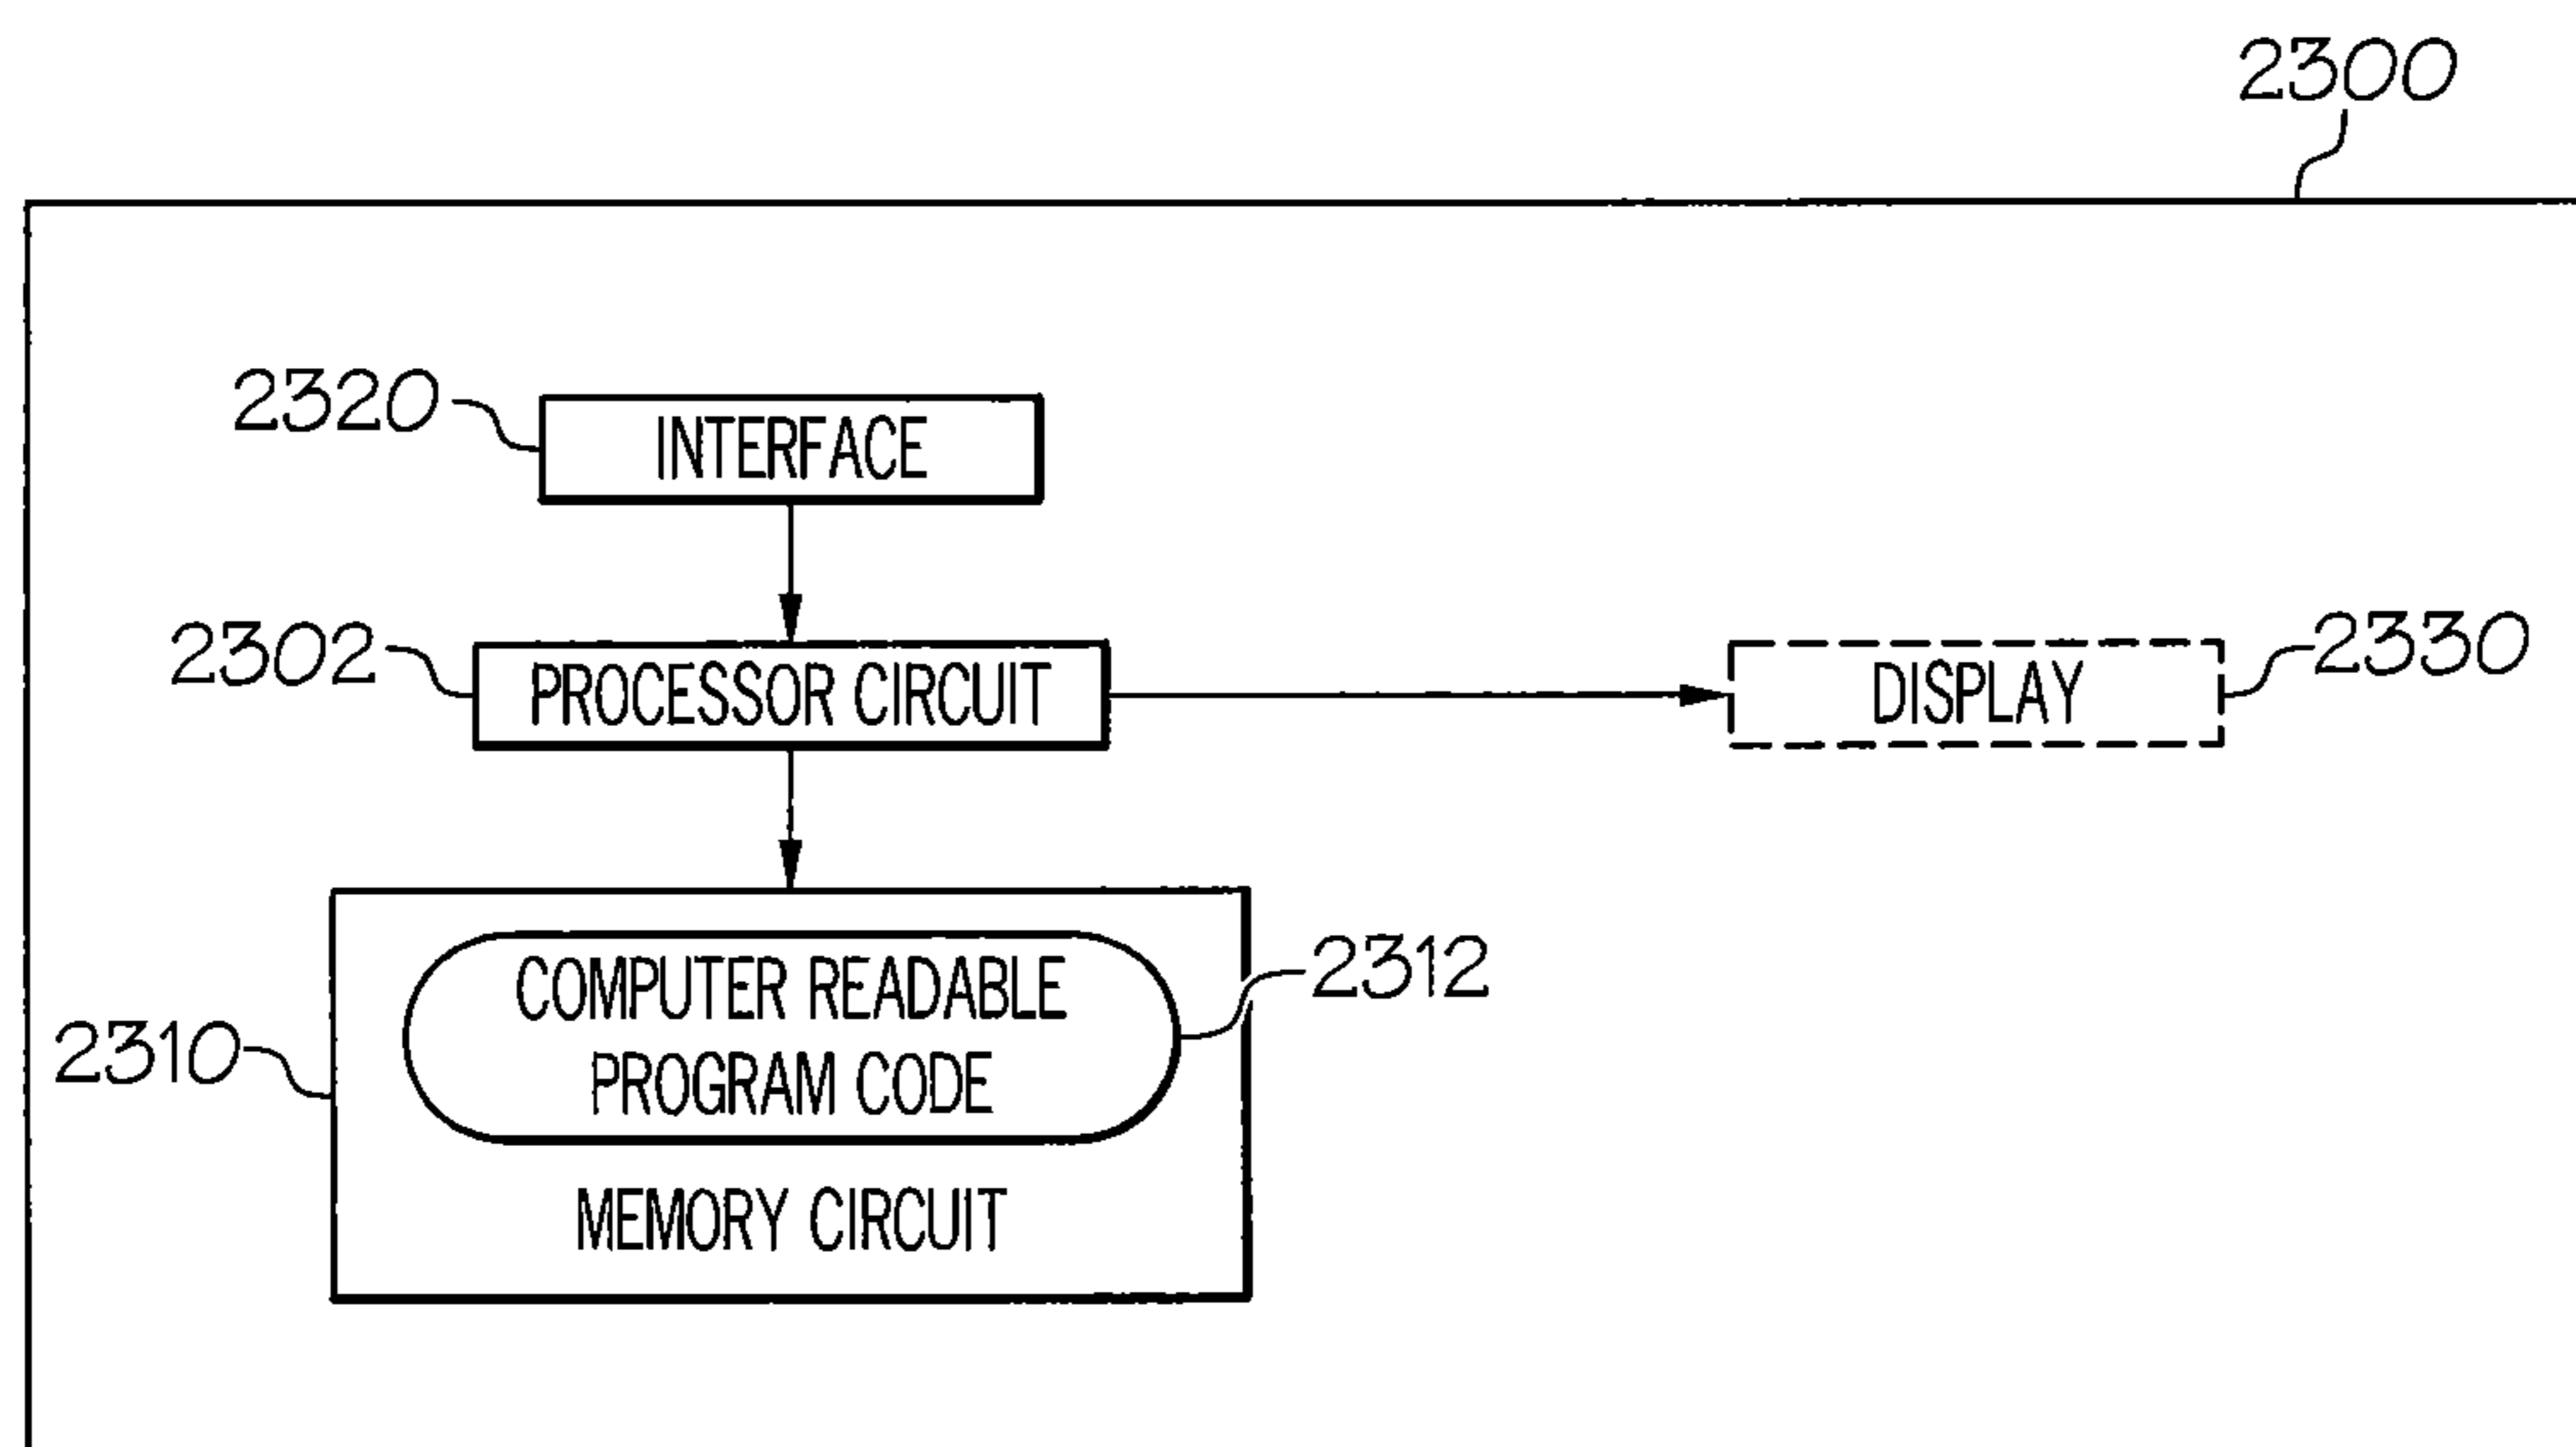 2300
2320
INTERFACE
2302
PROCESSOR CIRCUIT
DISPLAY
2330
COMPUTER READABLE
PROGRAM CODE
2312
2310
MEMORY CIRCUIT